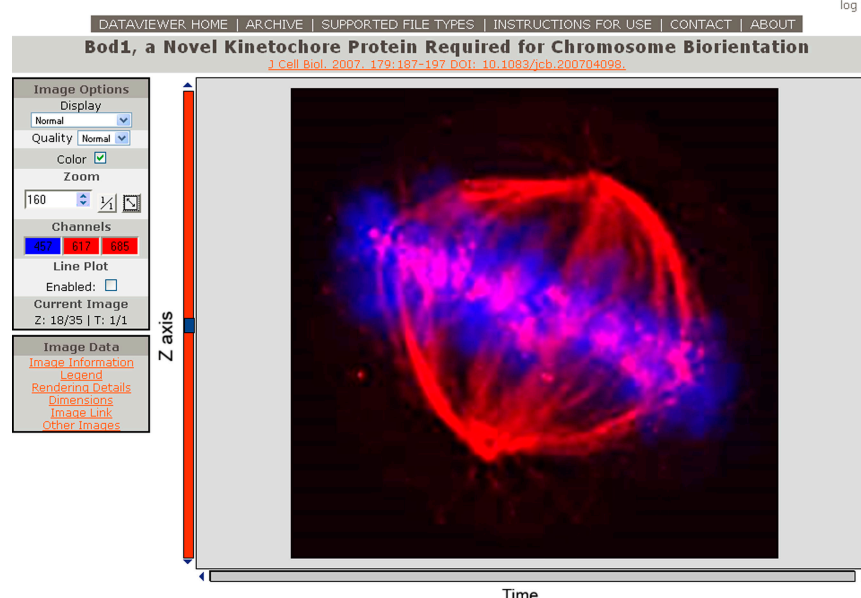 log
DATAVIEWER HOME | ARCHIVE | SUPPORTED FILE TYPES | INSTRUCTIONS FOR USE | CONTACT | ABOUT
Bod1, a Novel Kinetochore Protein Required for Chromosome Biorientation
J Cell Biol. 2007. 179:187-197 DOI: 10.1083/jcb.200704098.
Image Options
Display
Normal
Quality Normal
Color
Zoom
160 1/1
Channels
457 617 685
Line Plot
Enabled:
Current Image
Z: 18/35 | T: 1/1
Image Data
Image Information
Legend
Rendering Details
Dimensions
Image Link
Other Images
Z axis
Time